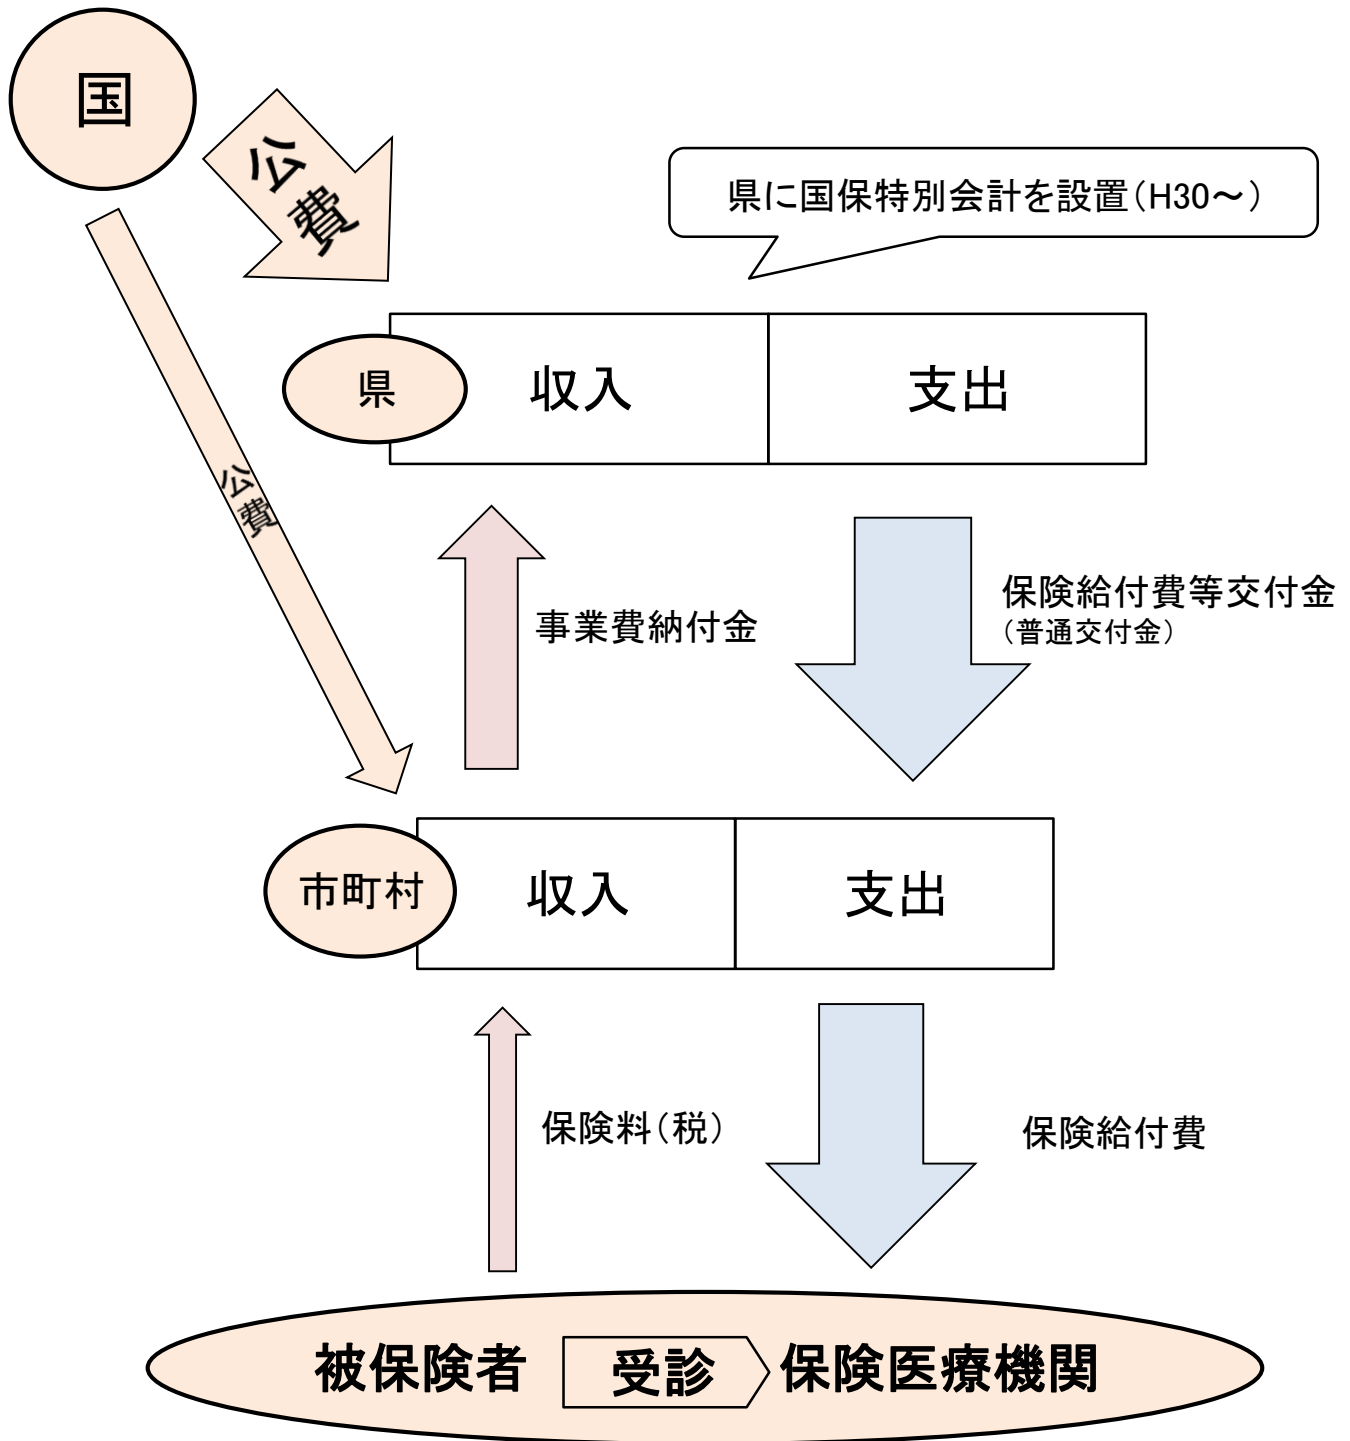 国
公費
県に国保特別会計を設置（H30～）
県
収入
支出
公費
事業費納付金
保険給付費等交付金
（普通交付金）
市町村
収入
支出
保険料（税）
保険給付費
被保険者
受診
保険医療機関